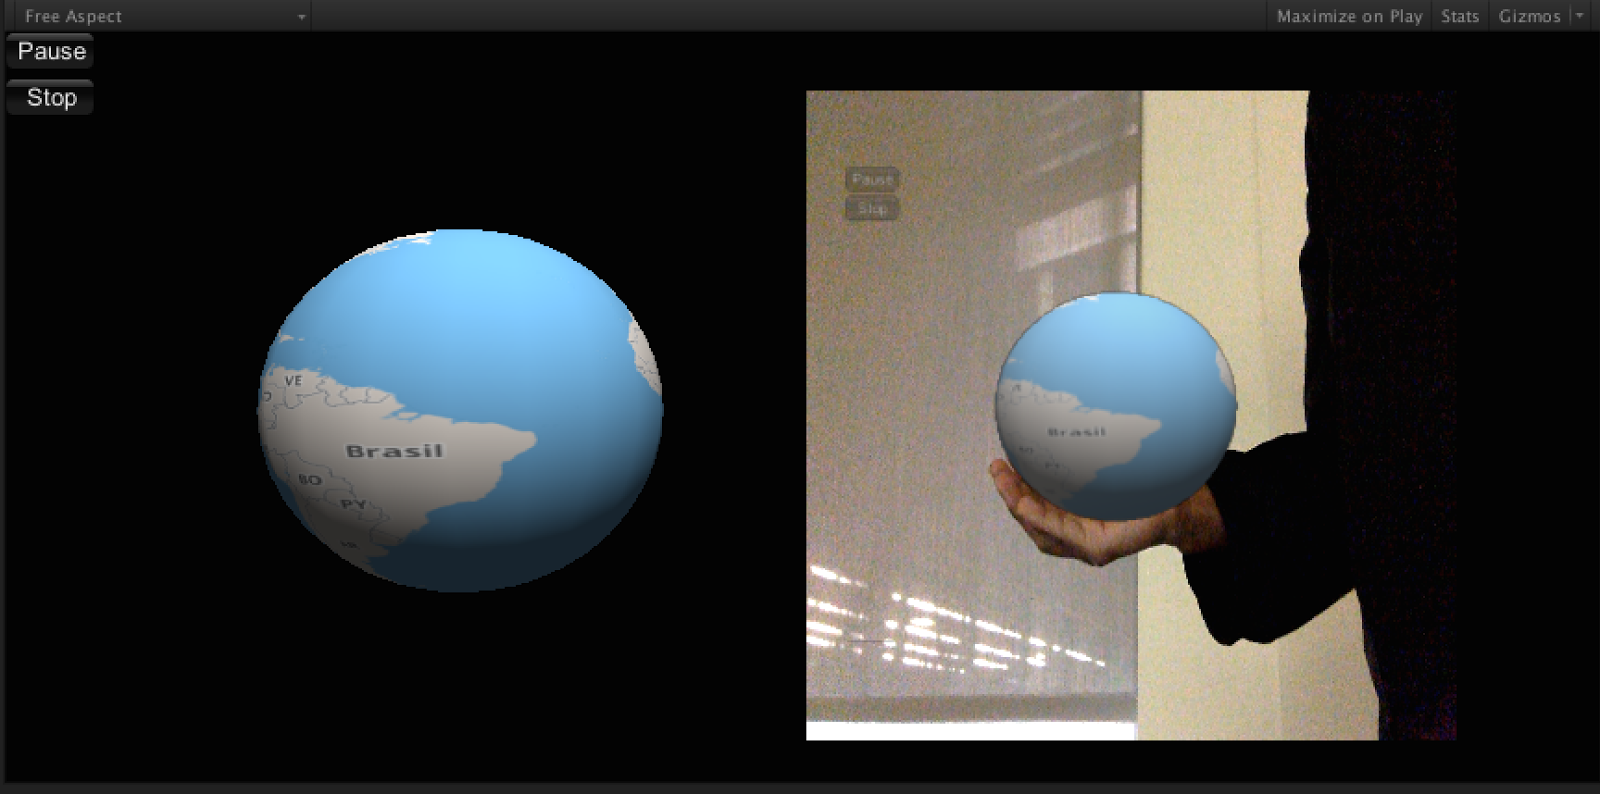 Free Aspect
Maximize on Play Stats Gizmos
Pause
Stop
Pause
Stop
VE
Brasil
BO
PY
Brasil